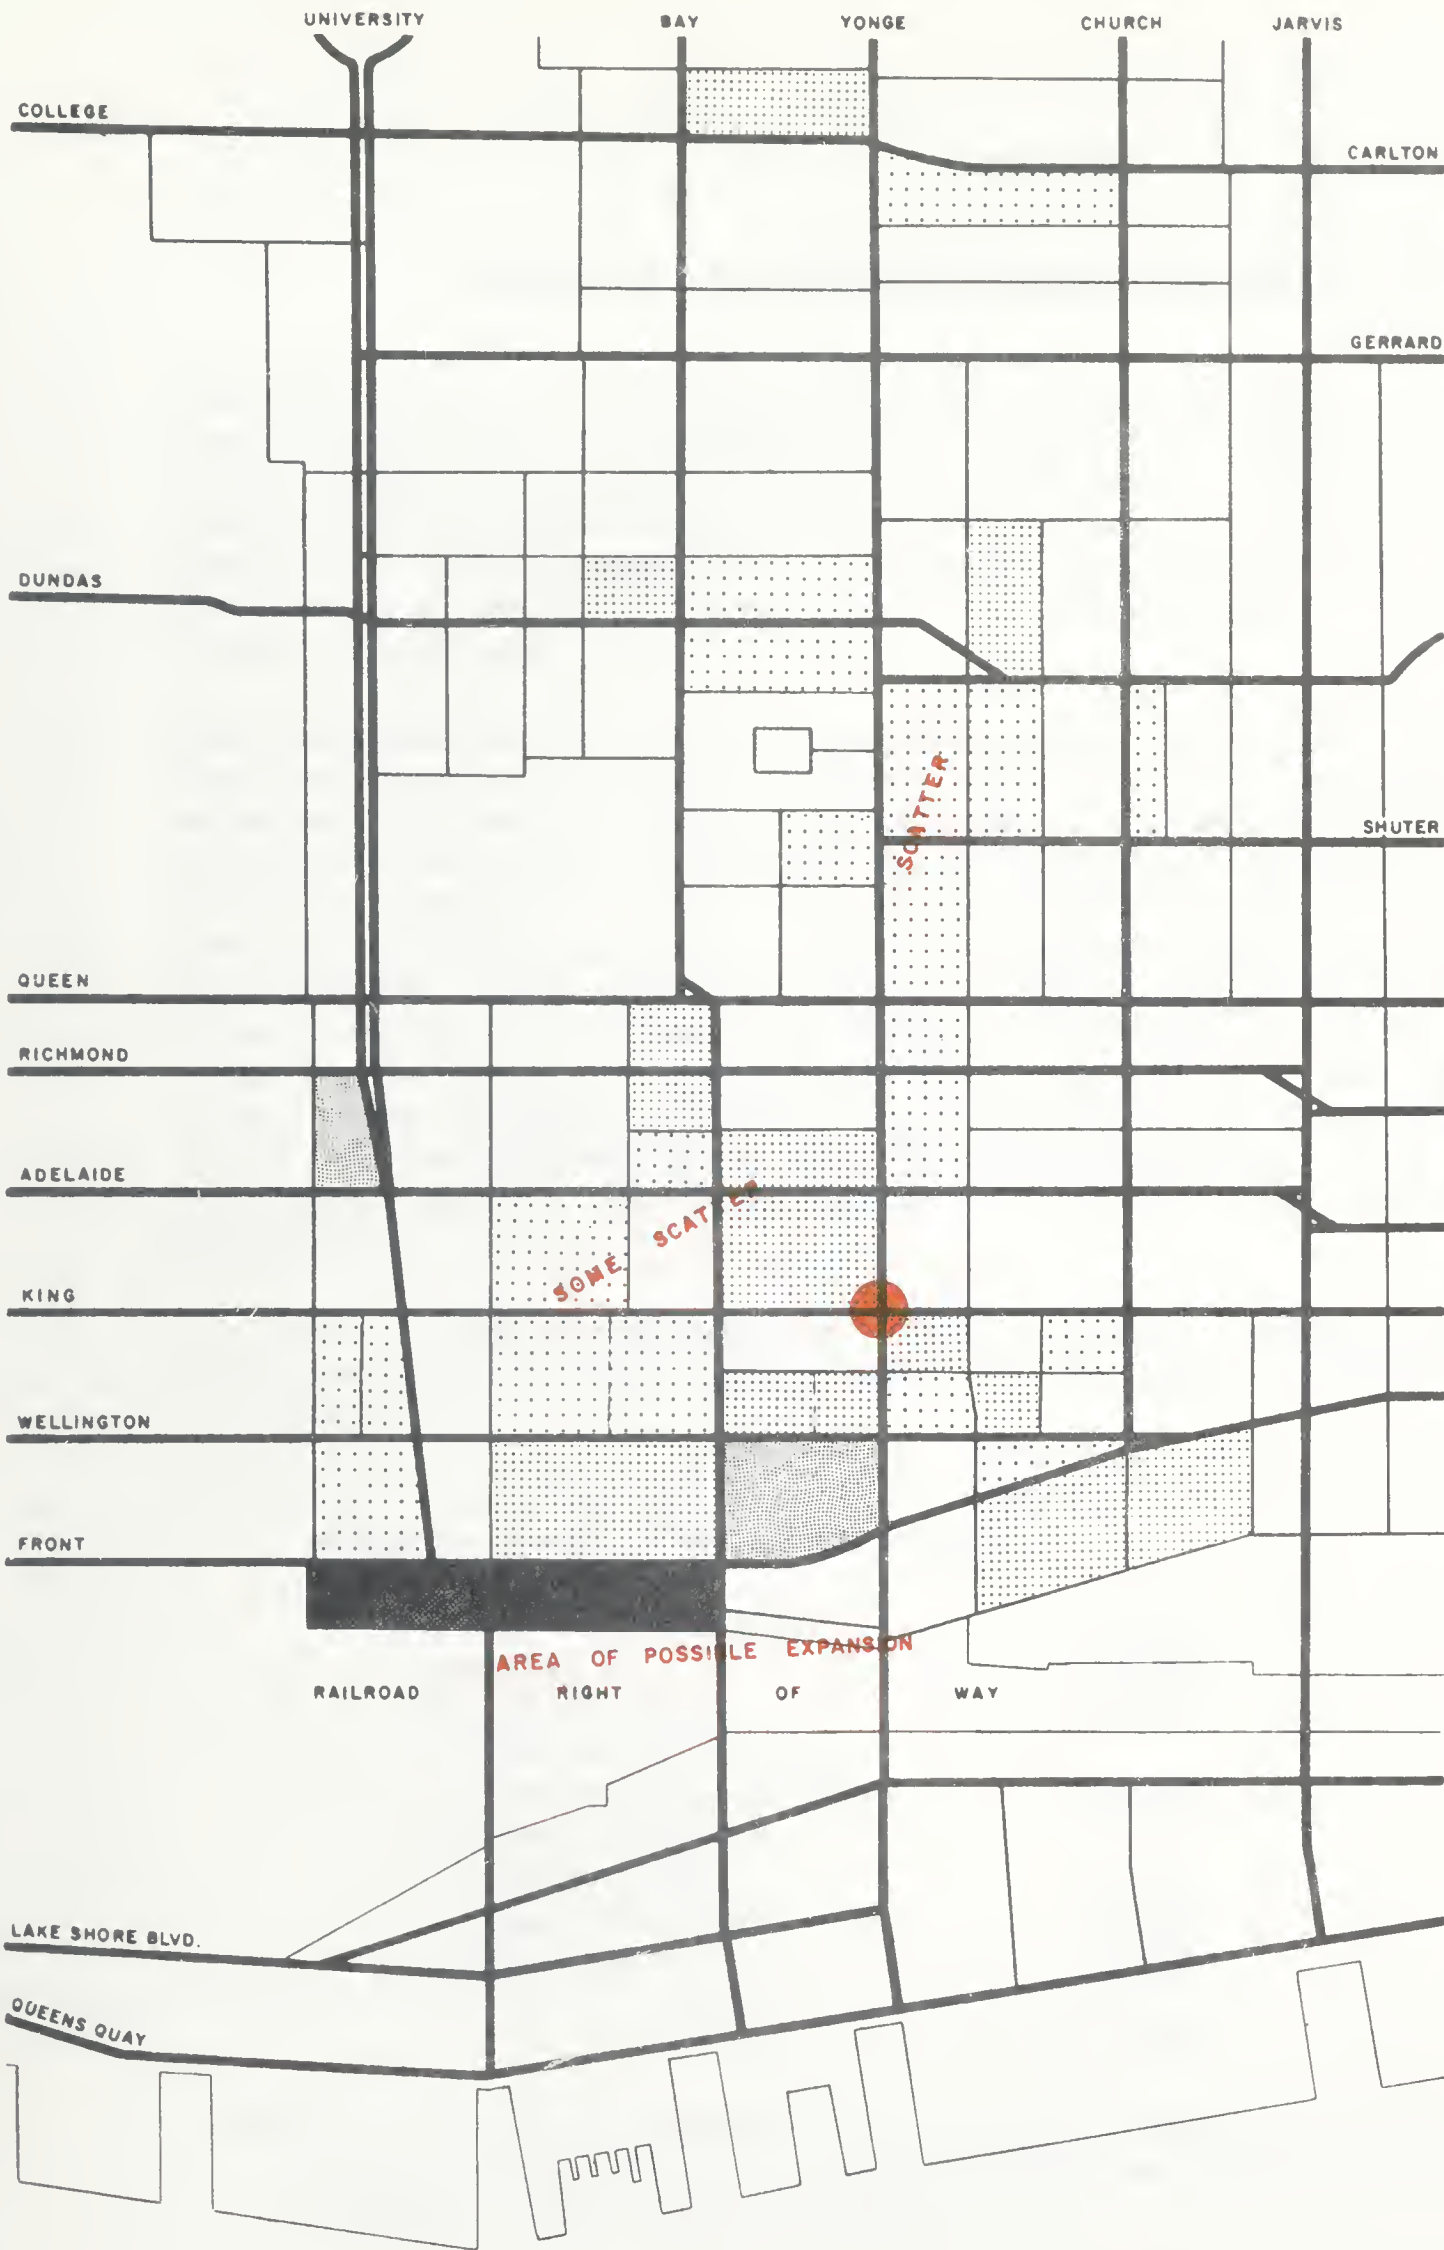 UNIVERSITY
BAY
YONGE
CHURCH
JARVIS
COLLEGE
CARLTON
GERRARD
DUNDAS
SCATTER
SHUTER
QUEEN
RICHMOND
ADELAIDE
SOME SCATTER
KING
WELLINGTON
FRONT
AREA OF POSSIBLE EXPANSION
RAILROAD RIGHT OF WAY
LAKE SHORE BLVD.
QUEENS QUAY